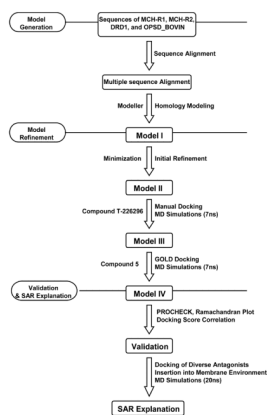 Model
Generation
Sequences of MCH-R1, MCH-R2,
DRD1, and OPSD_BOVIN
Sequence Alignment
Multiple sequence Alignment
Modeller
Homology Modeling
Model
Refinement
Model I
Minimization
Initial Refinement
Model II
Compound T-226296
Manual Docking
MD Simulations (7ns)
Model III
Compound 5
GOLD Docking
MD Simulations (7ns)
Validation
& SAR Explanation
Model IV
PROCHECK, Ramachandran Plot
Docking Score Correlation
Validation
Docking of Diverse Antagonists
Insertion into Membrane Environment
MD Simulations (20ns)
SAR Explanation